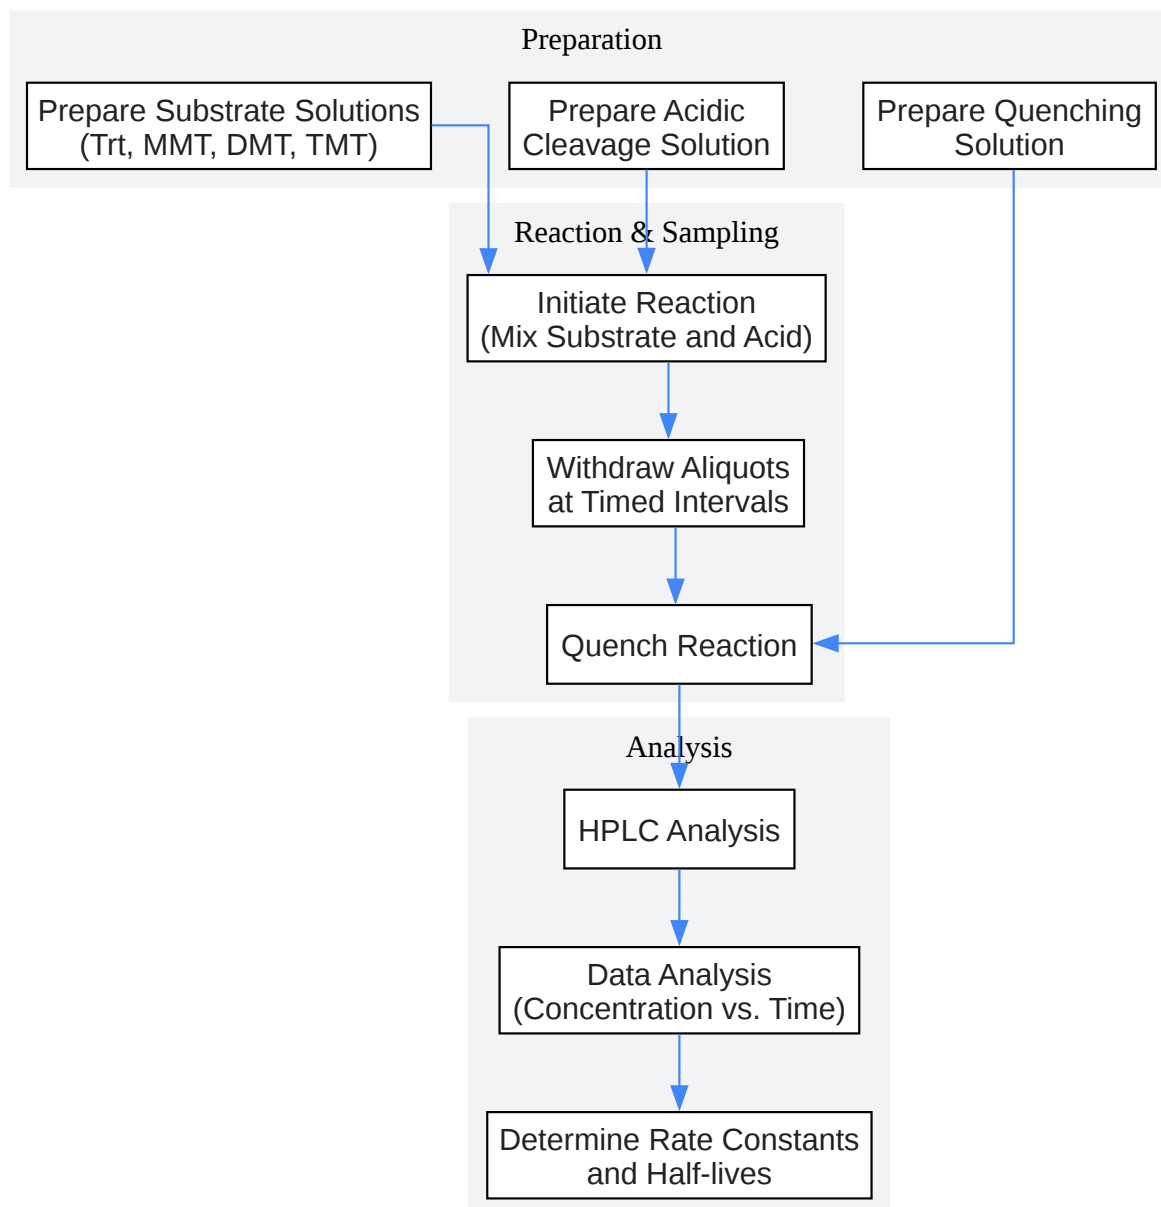 Preparation
Prepare Substrate Solutions
(Trt, MMT, DMT, TMT)
Prepare Acidic
Cleavage Solution
Prepare Quenching
Solution
Reaction & Sampling
Initiate Reaction
(Mix Substrate and Acid)
Withdraw Aliquots
at Timed Intervals
Quench Reaction
Analysis
HPLC Analysis
Data Analysis
(Concentration vs. Time)
Determine Rate Constants
and Half-lives